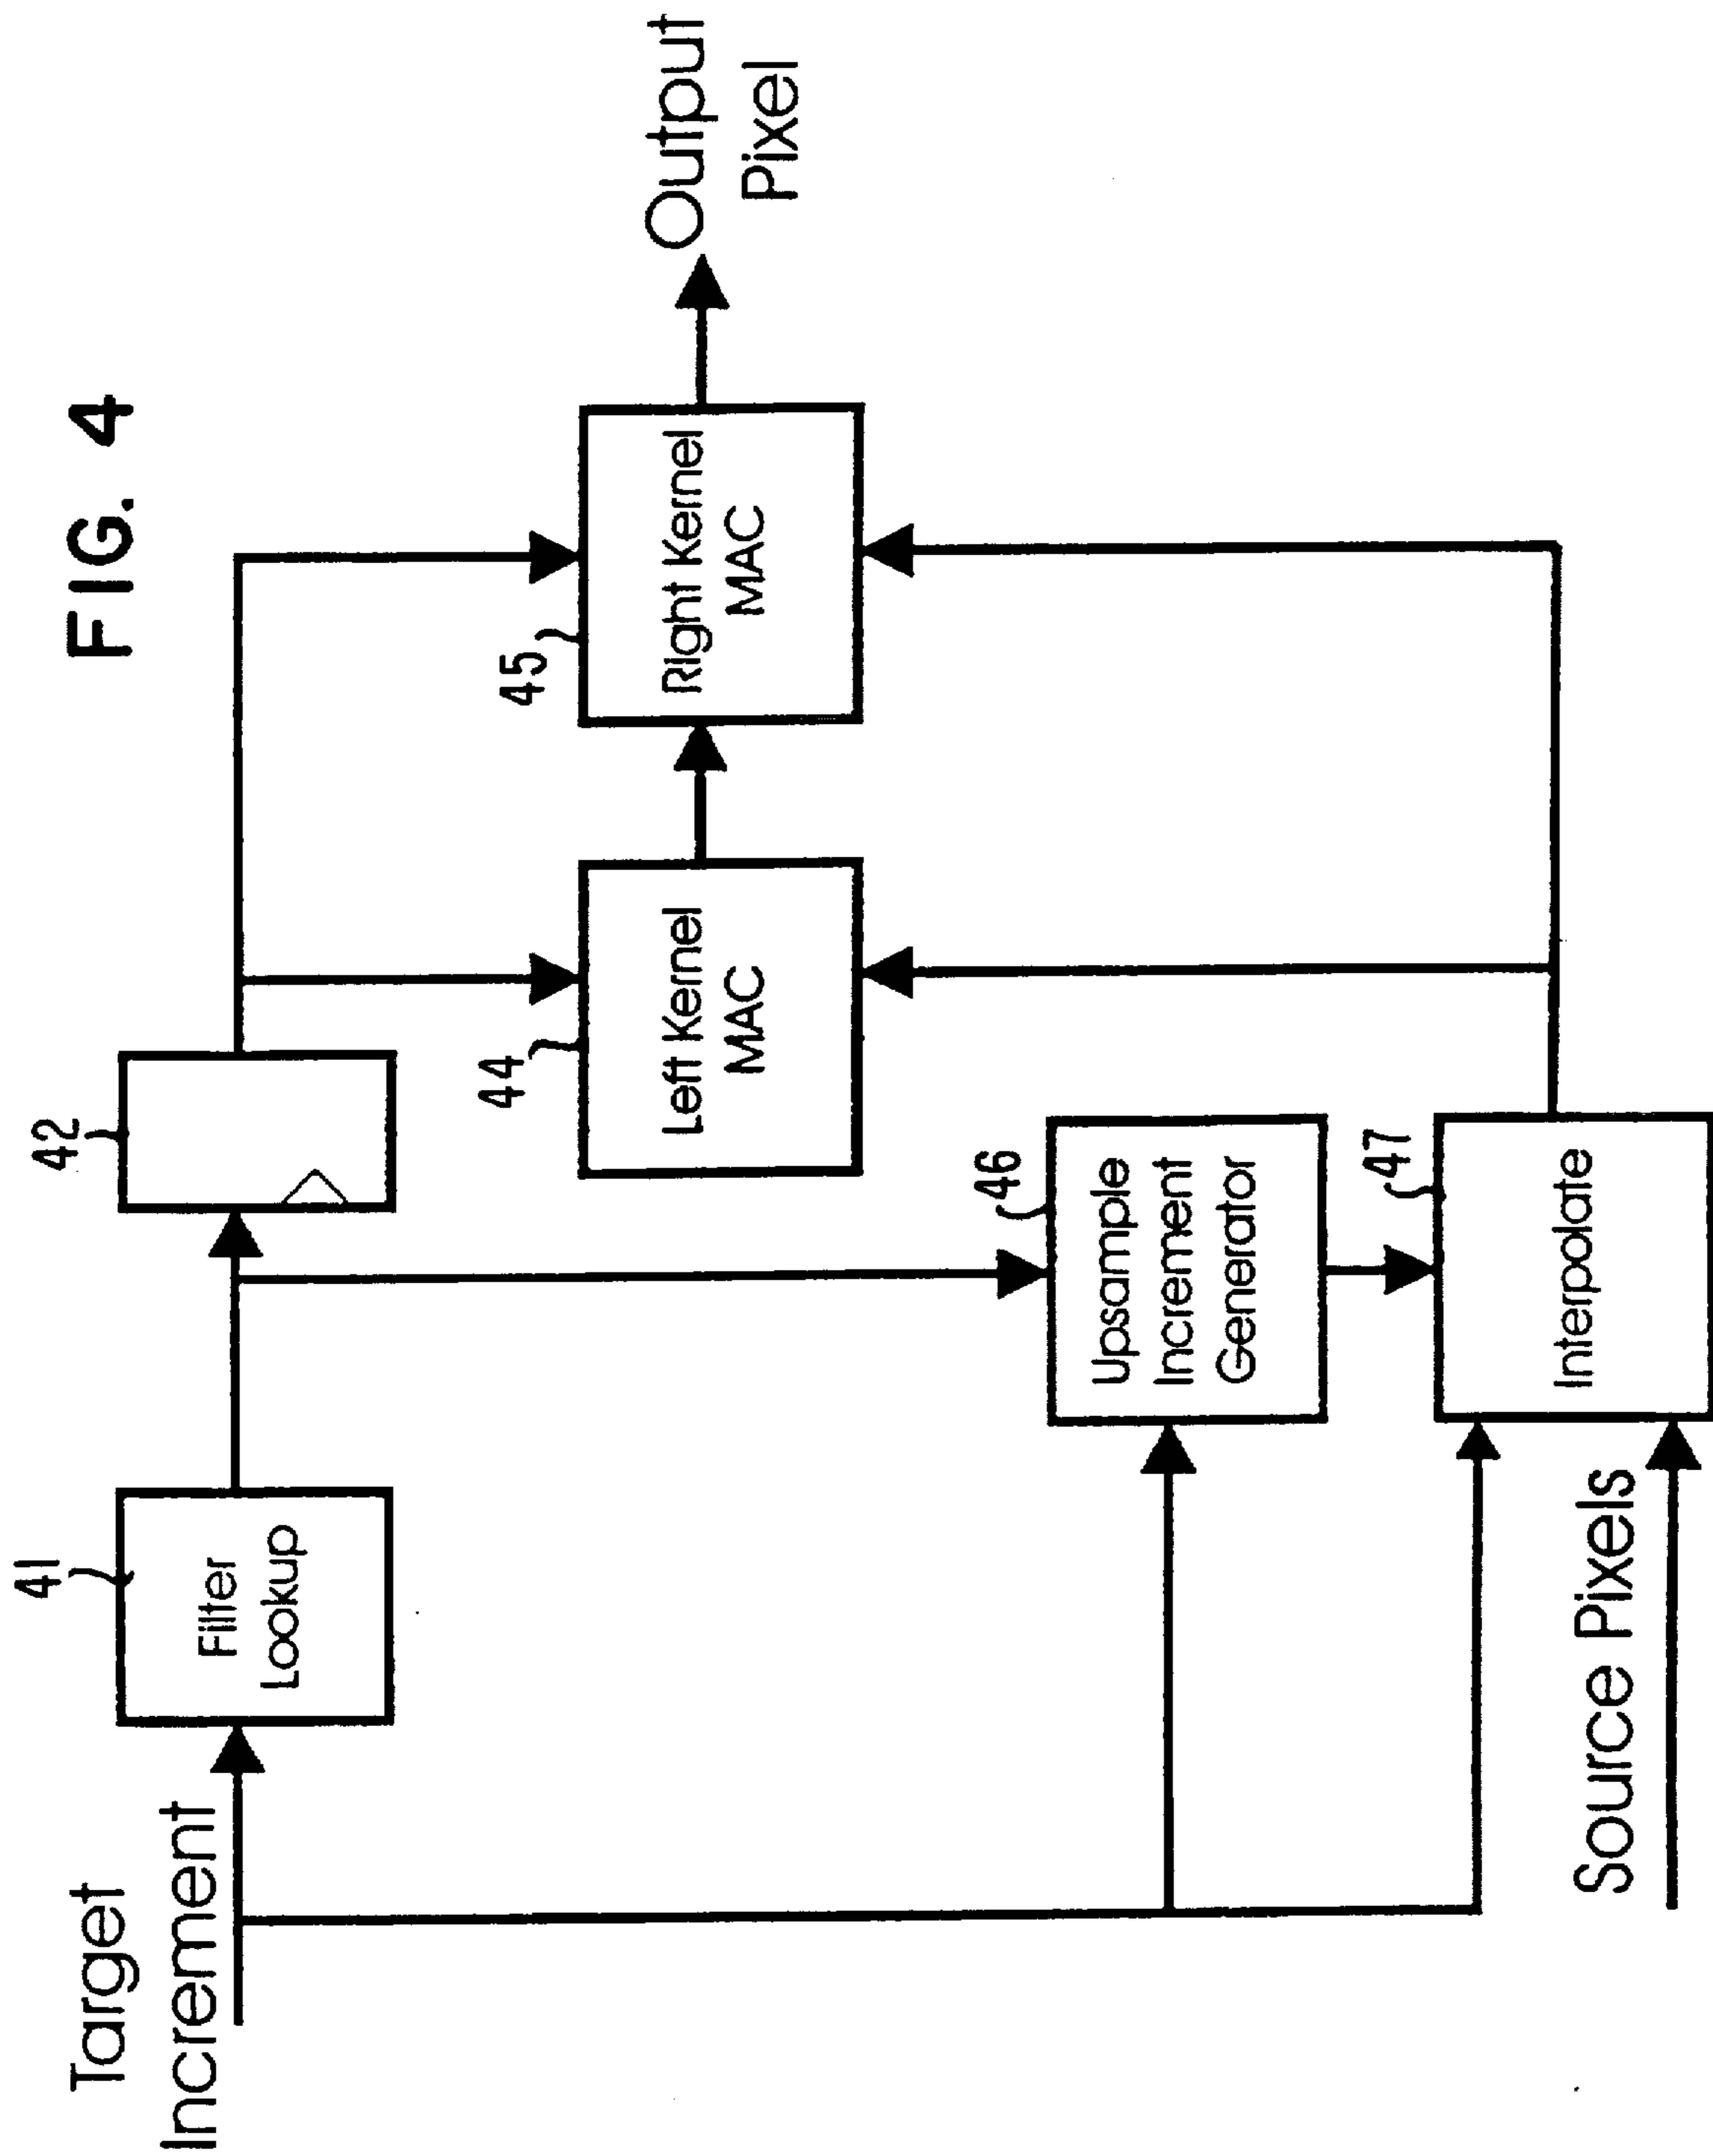 FIG. 4
Target
Increment
41
Filter
Lookup
42
44
Left Kernel
MAC
45
Right Kernel
MAC
Output
Pixel
46
Upsample
Increment
Generator
47
Interpolate
Source Pixels